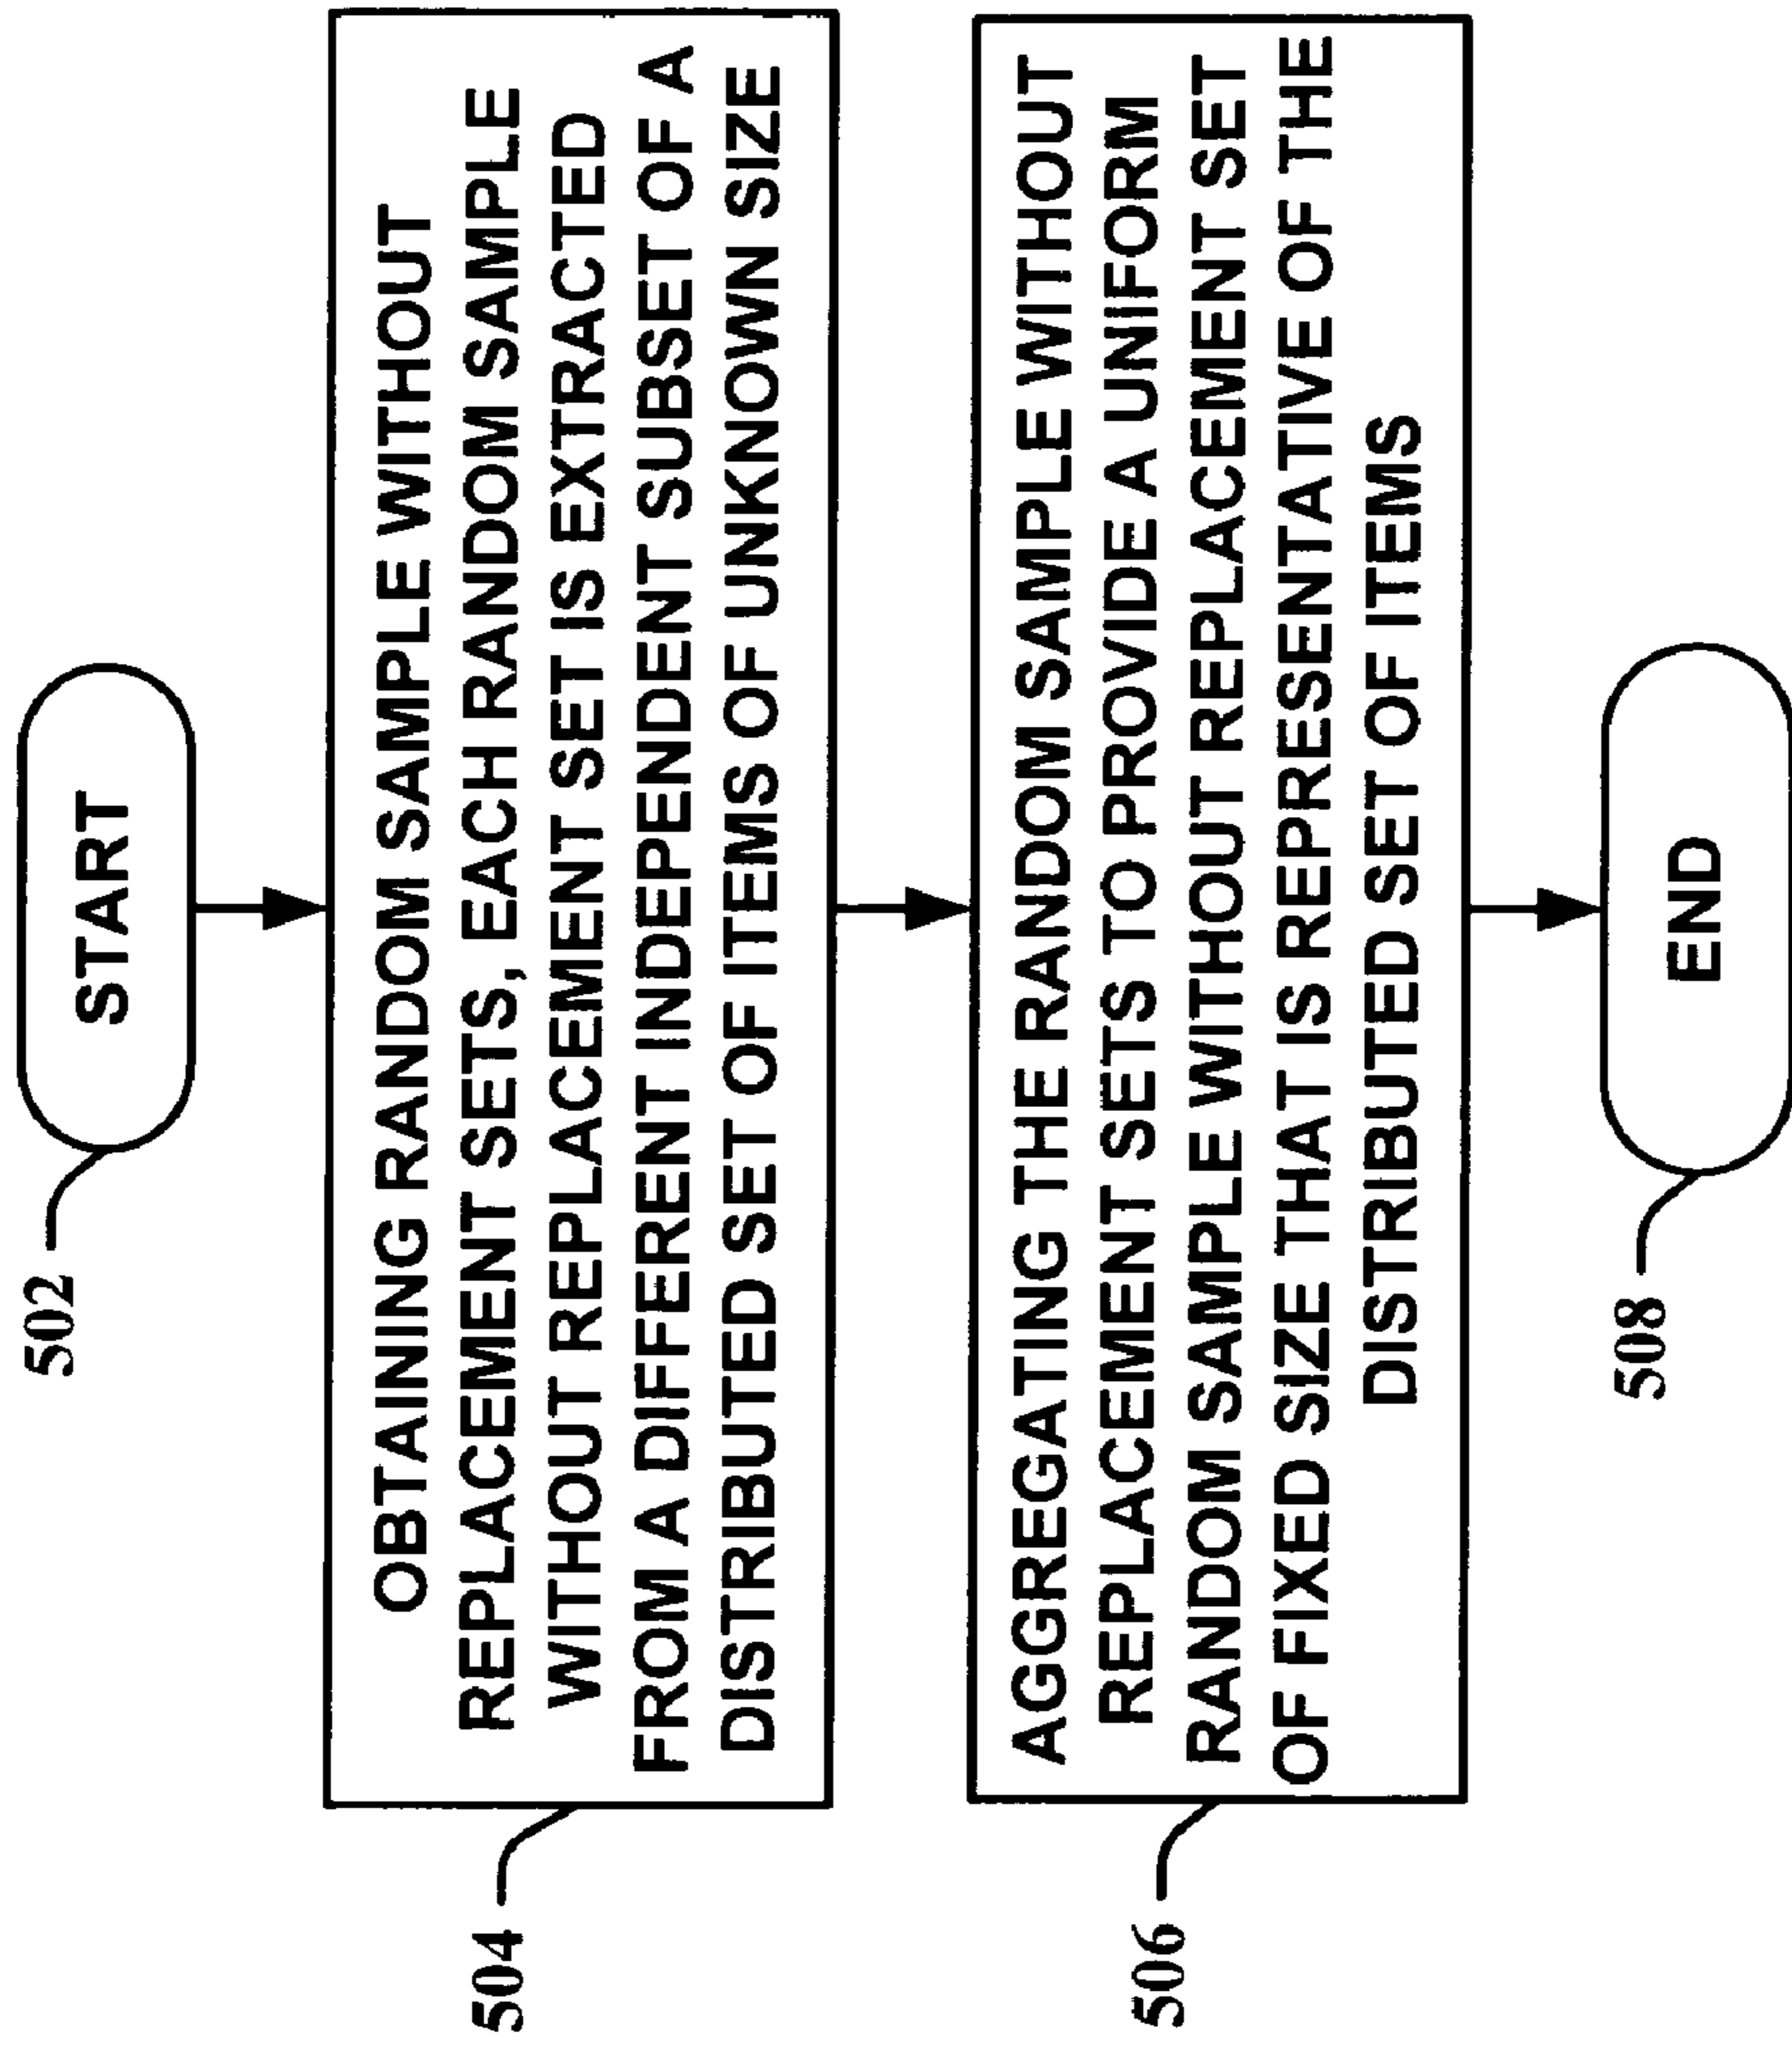 START
502
OBTAINING RANDOM SAMPLE WITHOUT
REPLACEMENT SETS, EACH RANDOM SAMPLE
WITHOUT REPLACEMENT SET IS EXTRACTED
FROM A DIFFERENT INDEPENDENT SUBSET OF A
DISTRIBUTED SET OF ITEMS OF UNKNOWN SIZE
504
AGGREGATING THE RANDOM SAMPLE WITHOUT
REPLACEMENT SETS TO PROVIDE A UNIFORM
RANDOM SAMPLE WITHOUT REPLACEMENT SET
OF FIXED SIZE THAT IS REPRESENTATIVE OF THE
DISTRIBUTED SET OF ITEMS
506
END
508